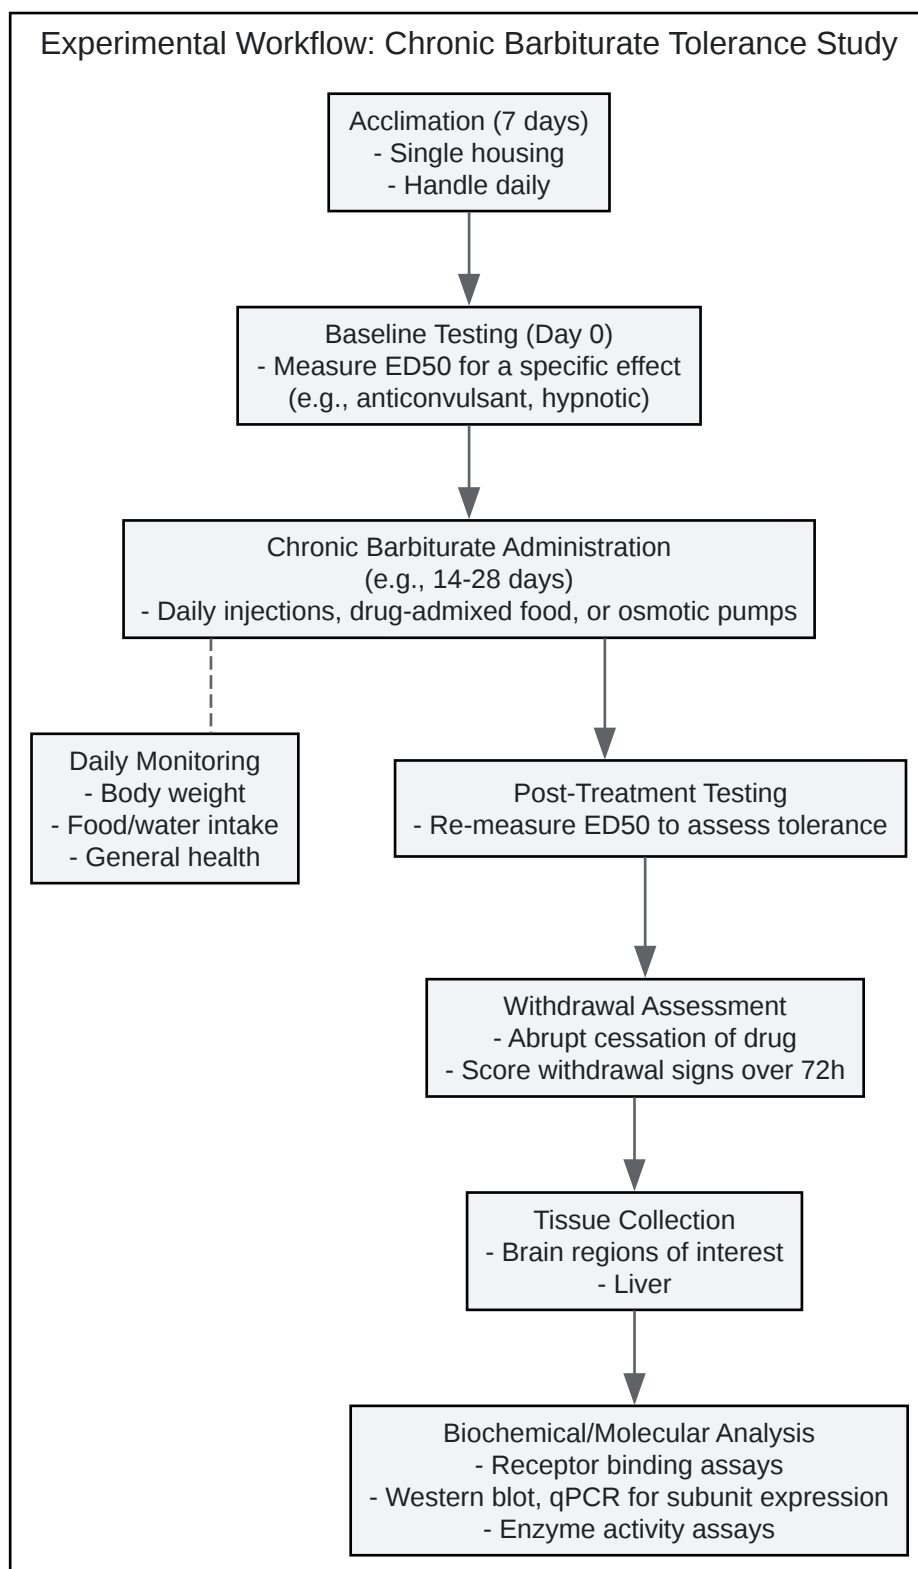 Experimental Workflow: Chronic Barbiturate Tolerance Study
Acclimation (7 days)
- Single housing
- Handle daily
Baseline Testing (Day 0)
- Measure ED50 for a specific effect
(e.g., anticonvulsant, hypnotic)
Chronic Barbiturate Administration
(e.g., 14-28 days)
- Daily injections, drug-admixed food, or osmotic pumps
Daily Monitoring
- Body weight
- Food/water intake
- General health
Post-Treatment Testing
- Re-measure ED50 to assess tolerance
Withdrawal Assessment
- Abrupt cessation of drug
- Score withdrawal signs over 72h
Tissue Collection
- Brain regions of interest
- Liver
Biochemical/Molecular Analysis
- Receptor binding assays
- Western blot, qPCR for subunit expression
- Enzyme activity assays